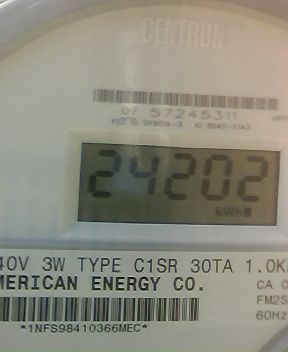 CENTRON®
07 57245311
24202
kWh
40V 3W TYPE C1SR 30TA 1.0K
MERICAN ENERGY CO.
CA 0
FM2S
60Hz
*1NFS98410366MEC*